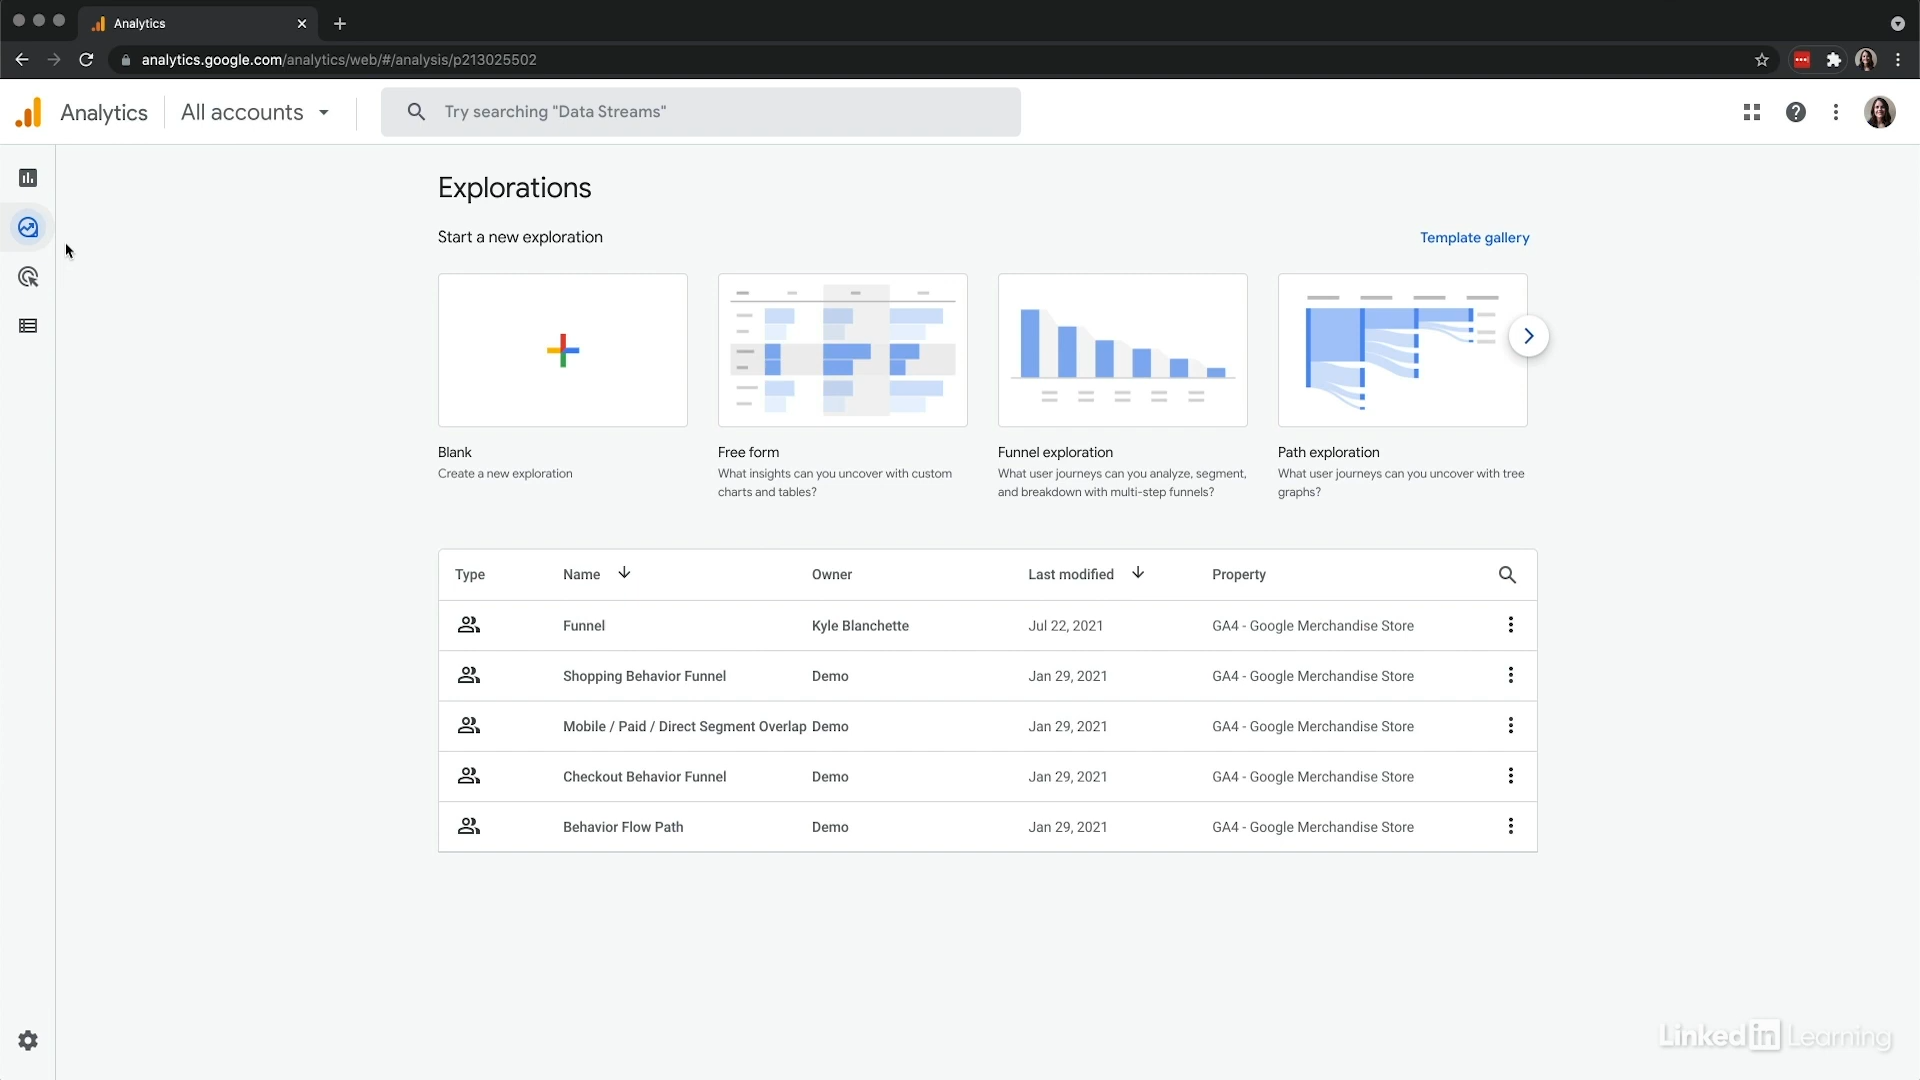 Analytics
analytics.google.com/analytics/web/#/analysis/p213025502
Analytics
All accounts
Try searching "Data Streams"
Explorations
Start a new exploration
Template gallery
Blank
Create a new exploration
Free form
What insights can you uncover with custom
charts and tables?
Funnel exploration
What user journeys can you analyze, segment,
and breakdown with multi-step funnels?
Path exploration
What user journeys can you uncover with tree
graphs?
Type Name Owner Last modified Property
Funnel Kyle Blanchette Jul 22, 2021 GA4 - Google Merchandise Store
Shopping Behavior Funnel Demo Jan 29, 2021 GA4 - Google Merchandise Store
Mobile / Paid / Direct Segment Overlap Demo Jan 29, 2021 GA4 - Google Merchandise Store
Checkout Behavior Funnel Demo Jan 29, 2021 GA4 - Google Merchandise Store
Behavior Flow Path Demo Jan 29, 2021 GA4 - Google Merchandise Store
Linked in Learning